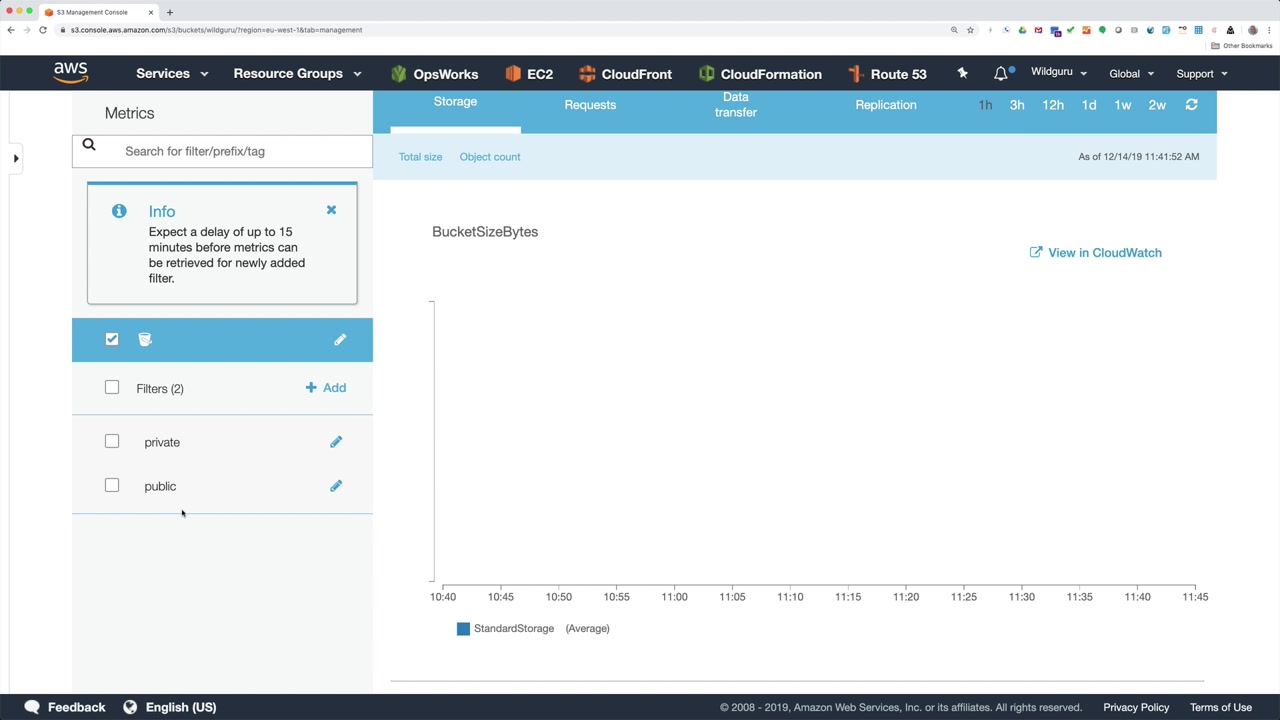 S3 Management Console
s3.console.aws.amazon.com/s3/buckets/wildguru/?region=eu-west-1&tab=management
Other Bookmarks
aws
Services
Resource Groups
OpsWorks
EC2
CloudFront
CloudFormation
Route 53
Wildguru
Global
Support
Metrics
Search for filter/prefix/tag
Info
Expect a delay of up to 15
minutes before metrics can
be retrieved for newly added
filter.
Filters (2)
Add
private
public
Storage
Requests
Data
transfer
Replication
1h
3h
12h
1d
1w
2w
Total size
Object count
As of 12/14/19 11:41:52 AM
BucketSizeBytes
View in CloudWatch
10:40 10:45 10:50 10:55 11:00 11:05 11:10 11:15 11:20 11:25 11:30 11:35 11:40 11:45
StandardStorage (Average)
Feedback
English (US)
© 2008 - 2019, Amazon Web Services, Inc. or its affiliates. All rights reserved.
Privacy Policy
Terms of Use